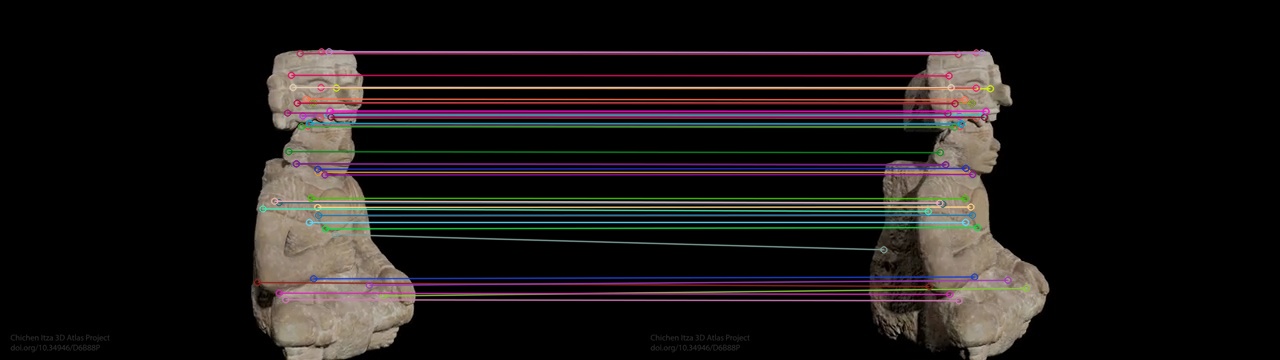 Chichen Itza 3D Atlas Project
doi.org/10.34946/D6B88P
Chichen Itza 3D Atlas Project
doi.org/10.34946/D6B88P